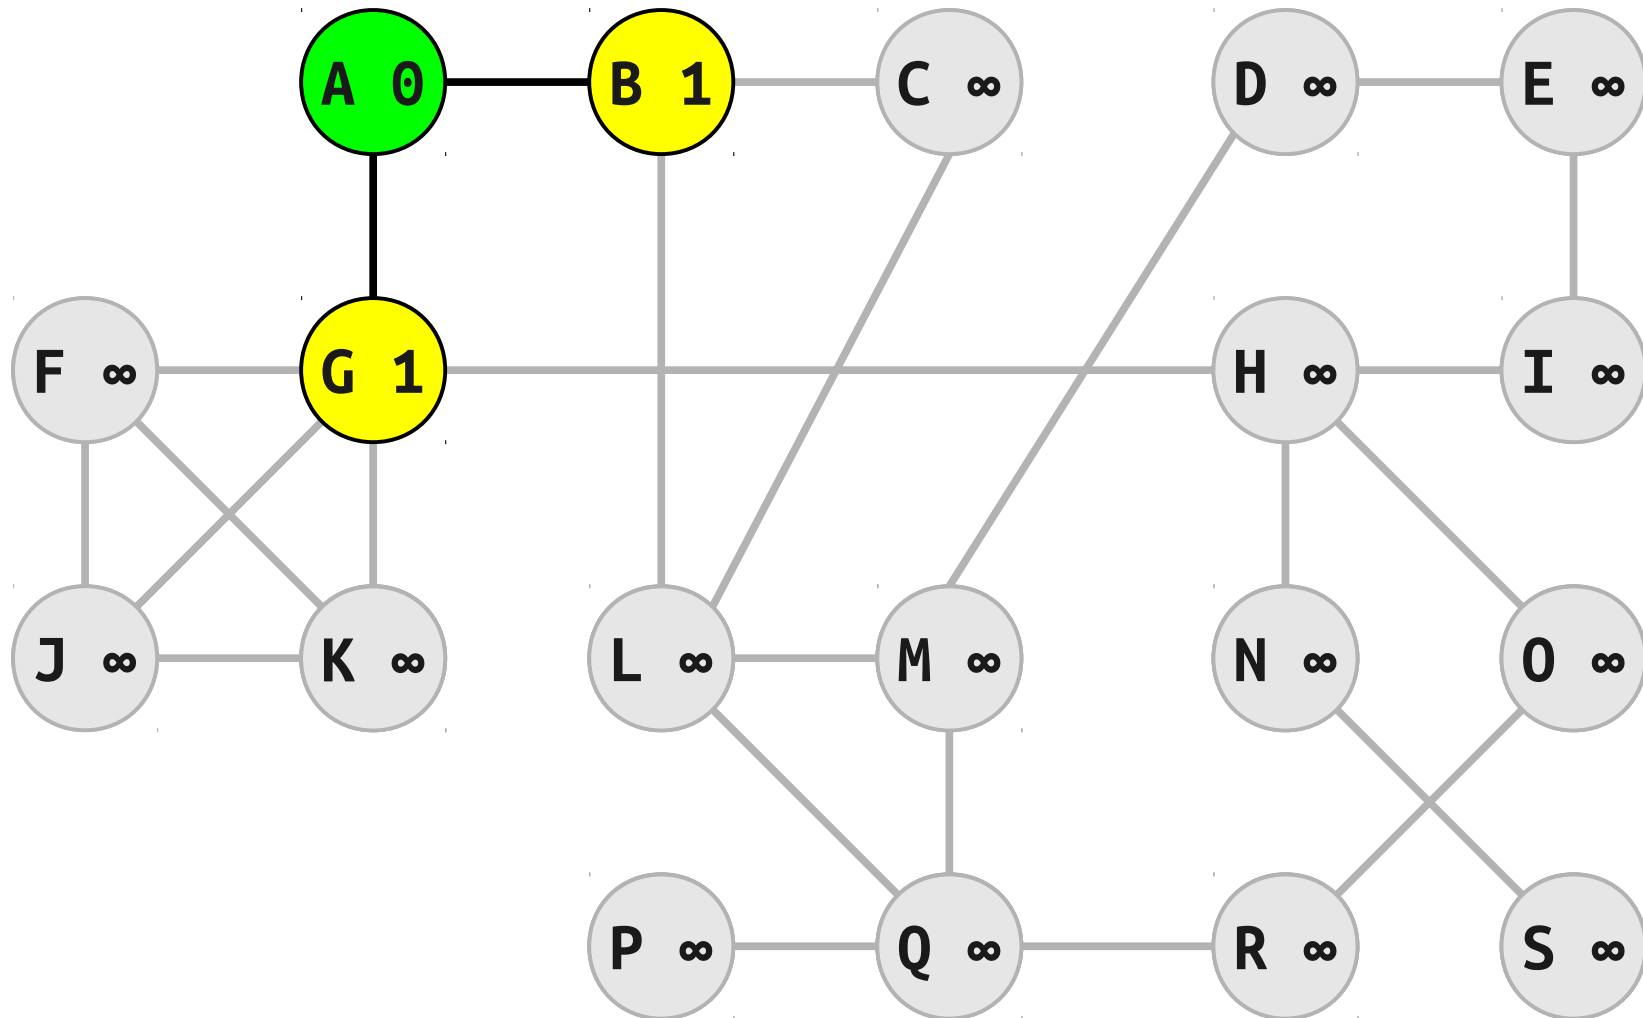 A 0 B 1 C ∞ D ∞ E ∞
F ∞ G 1 H ∞ I ∞
J ∞ K ∞ L ∞ M ∞ N ∞ O ∞
P ∞ Q ∞ R ∞ S ∞